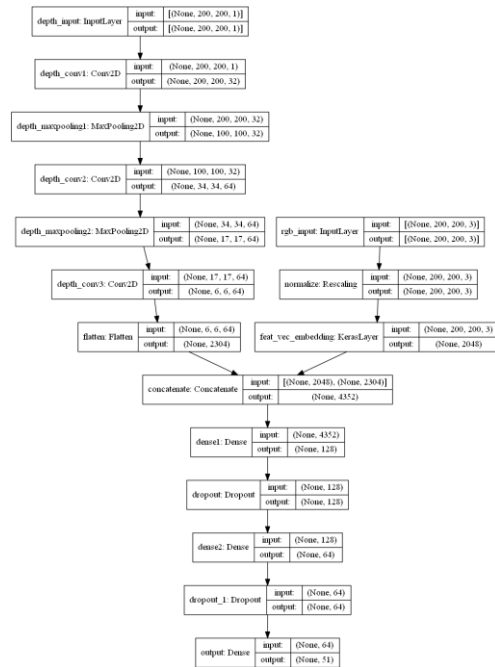 depth_input: InputLayer
input: [(None, 200, 200, 1)]
output: [(None, 200, 200, 1)]
depth_conv1: Conv2D
input: (None, 200, 200, 1)
output: (None, 200, 200, 32)
depth_maxpooling1: MaxPooling2D
input: (None, 200, 200, 32)
output: (None, 100, 100, 32)
depth_conv2: Conv2D
input: (None, 100, 100, 32)
output: (None, 34, 34, 64)
depth_maxpooling2: MaxPooling2D
input: (None, 34, 34, 64)
output: (None, 17, 17, 64)
rgb_input: InputLayer
input: [(None, 200, 200, 3)]
output: [(None, 200, 200, 3)]
depth_conv3: Conv2D
input: (None, 17, 17, 64)
output: (None, 6, 6, 64)
normalize: Rescaling
input: (None, 200, 200, 3)
output: (None, 200, 200, 3)
flatten: Flatten
input: (None, 6, 6, 64)
output: (None, 2304)
feat_vec_embedding: KerasLayer
input: (None, 200, 200, 3)
output: (None, 2048)
concatenate: Concatenate
input: [(None, 2048), (None, 2304)]
output: (None, 4352)
dense1: Dense
input: (None, 4352)
output: (None, 128)
dropout: Dropout
input: (None, 128)
output: (None, 128)
dense2: Dense
input: (None, 128)
output: (None, 64)
dropout_1: Dropout
input: (None, 64)
output: (None, 64)
output: Dense
input: (None, 64)
output: (None, 51)